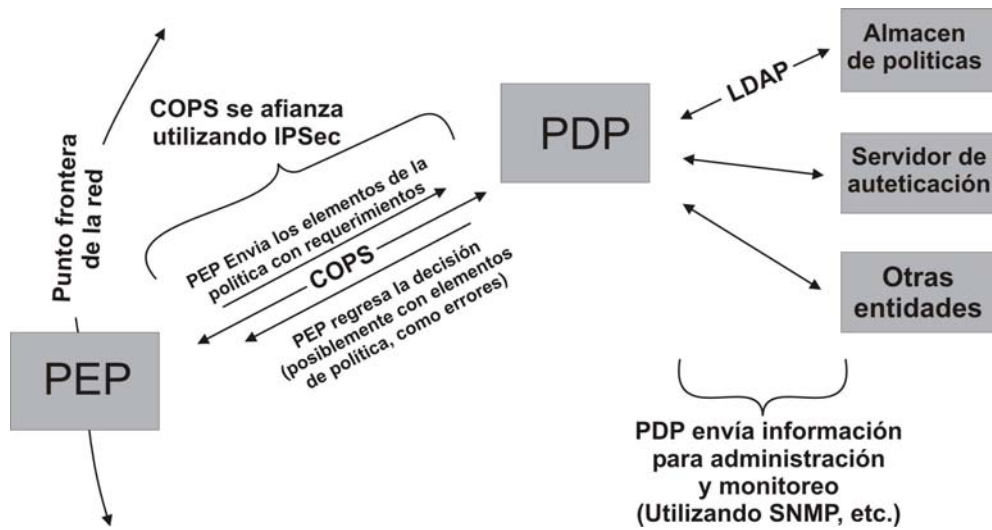 Punto frontera
de la red
PEP
COPS se afianza
utilizando IPSec
PEP Envia los elementos de la
política con requerimientos
COPS
PEP regresa la decisión
(posiblemente con elementos
de política, como errores)
PDP
LDAP
Almacen
de politicas
Servidor de
auteticación
Otras
entidades
PDP envía información
para administración
y monitoreo
(Utilizando SNMP, etc.)